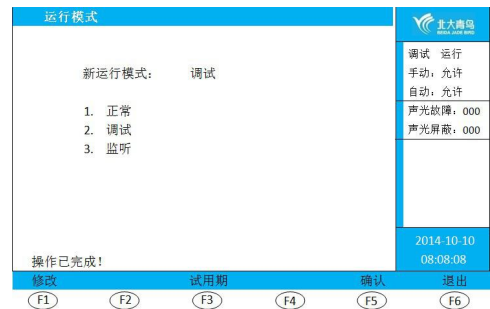 运行模式
新运行模式： 调试
1. 正常
2. 调试
3. 监听
操作已完成！
北大青鸟
BEIDA JADE BIRD
调试 运行
手动：允许
自动：允许
声光故障：000
声光屏蔽：000
2014-10-10
08:08:08
修改 试用期 确认 退出
F1 F2 F3 F4 F5 F6